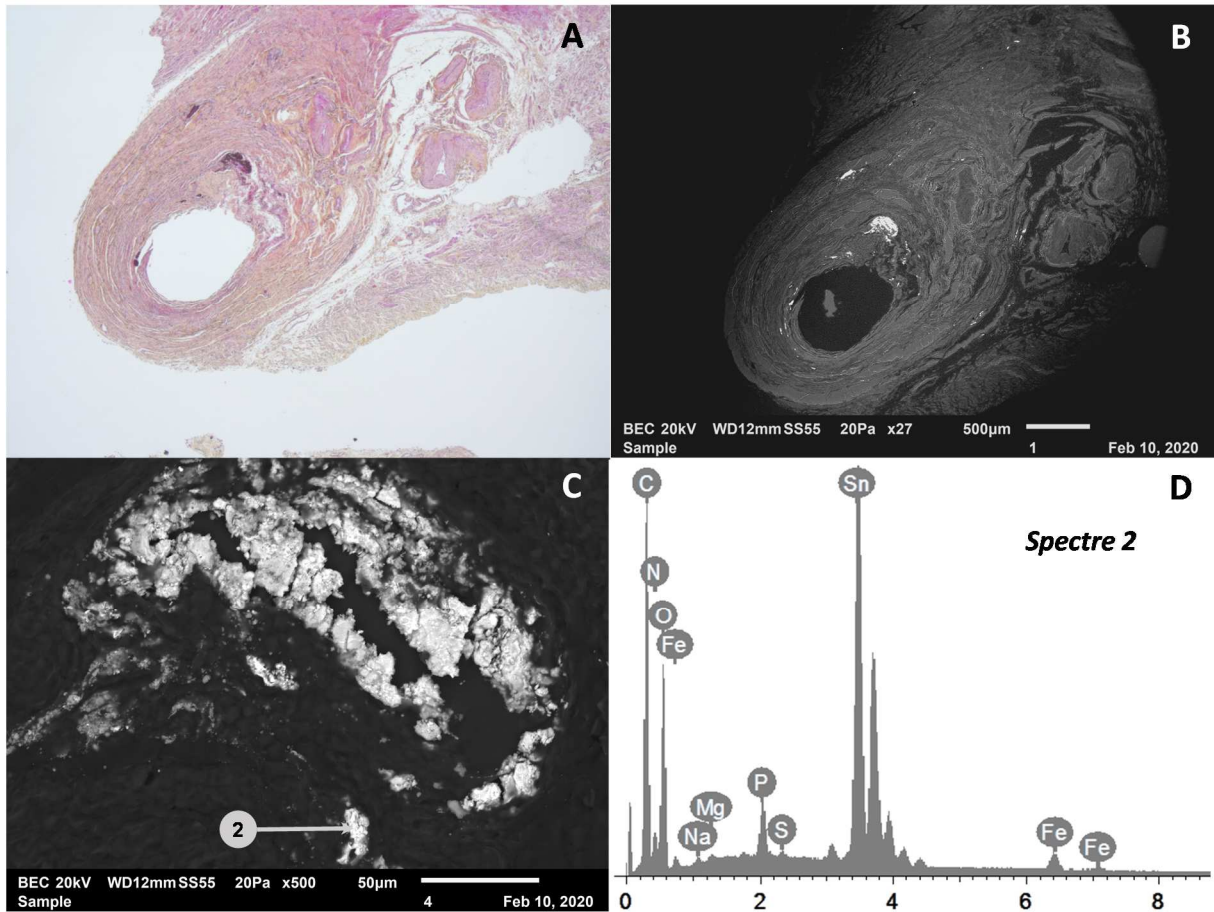 A
B
BEC 20kV WD12mm SS55 20Pa x27 500µm
Sample 1 Feb 10, 2020
C
2
BEC 20kV WD12mm SS55 20Pa x500 50µm
Sample 4 Feb 10, 2020
D
Spectre 2
C
Sn
N
O
Fe
P
Mg
Na
S
Fe
Fe
0 2 4 6 8